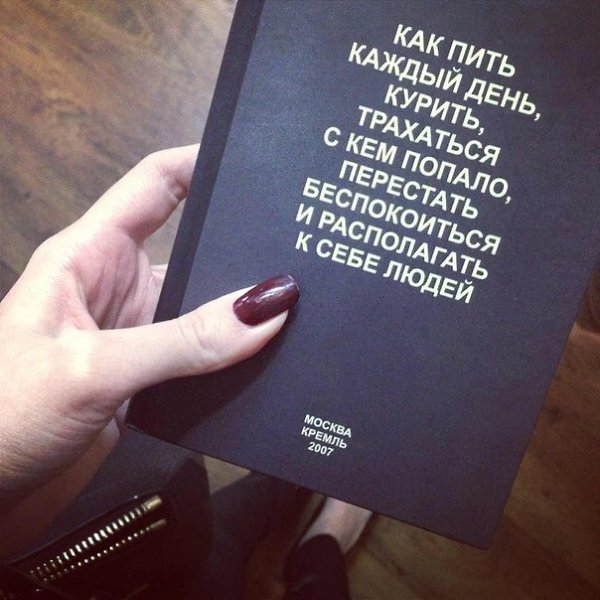 КАК ПИТЬ
КАЖДЫЙ ДЕНЬ,
КУРИТЬ,
ТРАХАТЬСЯ
С КЕМ ПОПАЛО,
ПЕРЕСТАТЬ
БЕСПОКОИТЬСЯ
И РАСПОЛАГАТЬ
К СЕБЕ ЛЮДЕЙ
МОСКВА
КРЕМЛЬ
2007